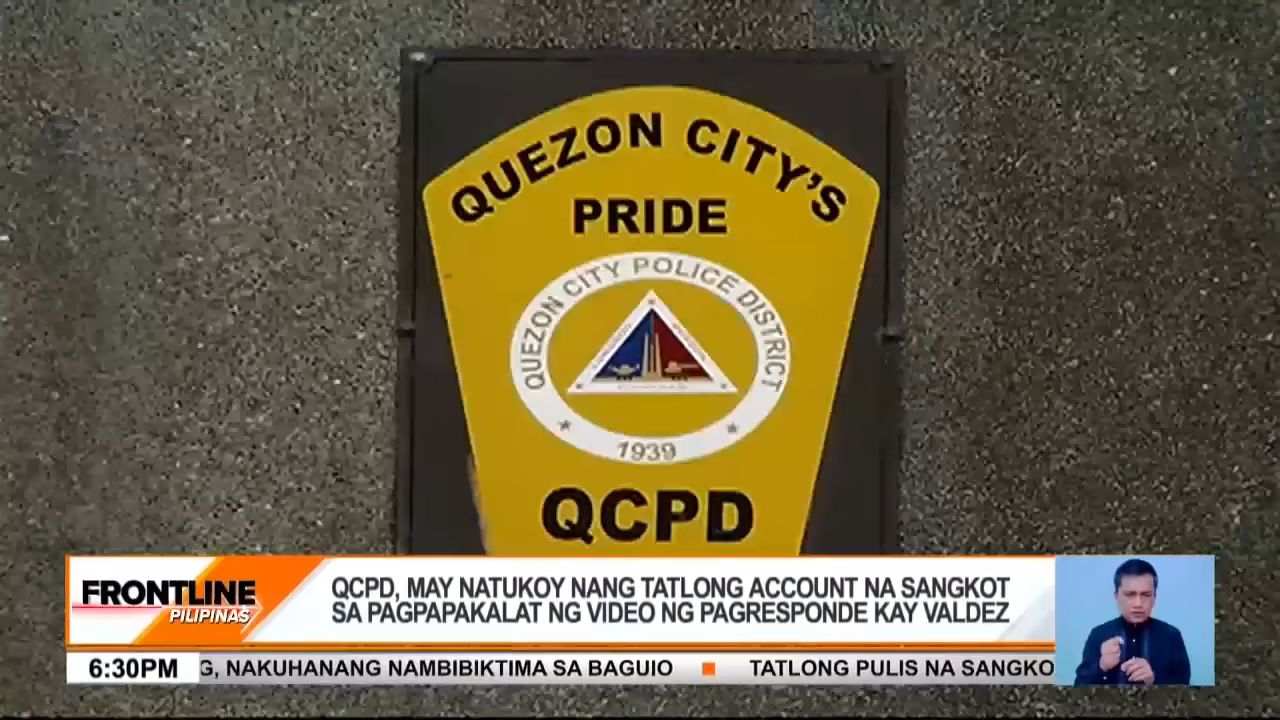 QUEZON CITY'S
PRIDE
QUEZON CITY POLICE DISTRICT
1939
QCPD
FRONTLINE
PILIPINAS
QCPD, MAY NATUKOY NANG TATLONG ACCOUNT NA SANGKOT
SA PAGPAPAKALAT NG VIDEO NG PAGRESPONDE KAY VALDEZ
6:30PM
G, NAKUHANANG NAMBIBIKTIMA SA BAGUIO ■ TATLONG PULIS NA SANGKO